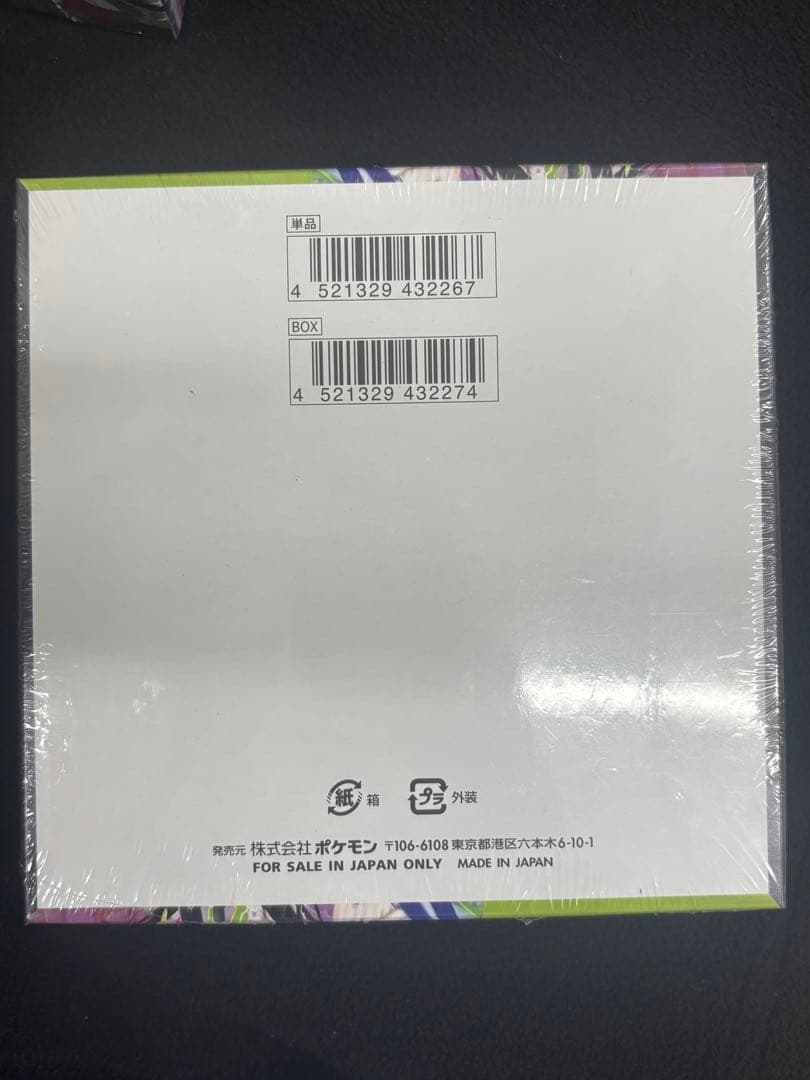 単品
4 521329 432267
BOX
4 521329 432274
紙 箱 プラ 外装
発売元 株式会社 ポケモン 〒106-6108 東京都港区六本木6-10-1
FOR SALE IN JAPAN ONLY MADE IN JAPAN